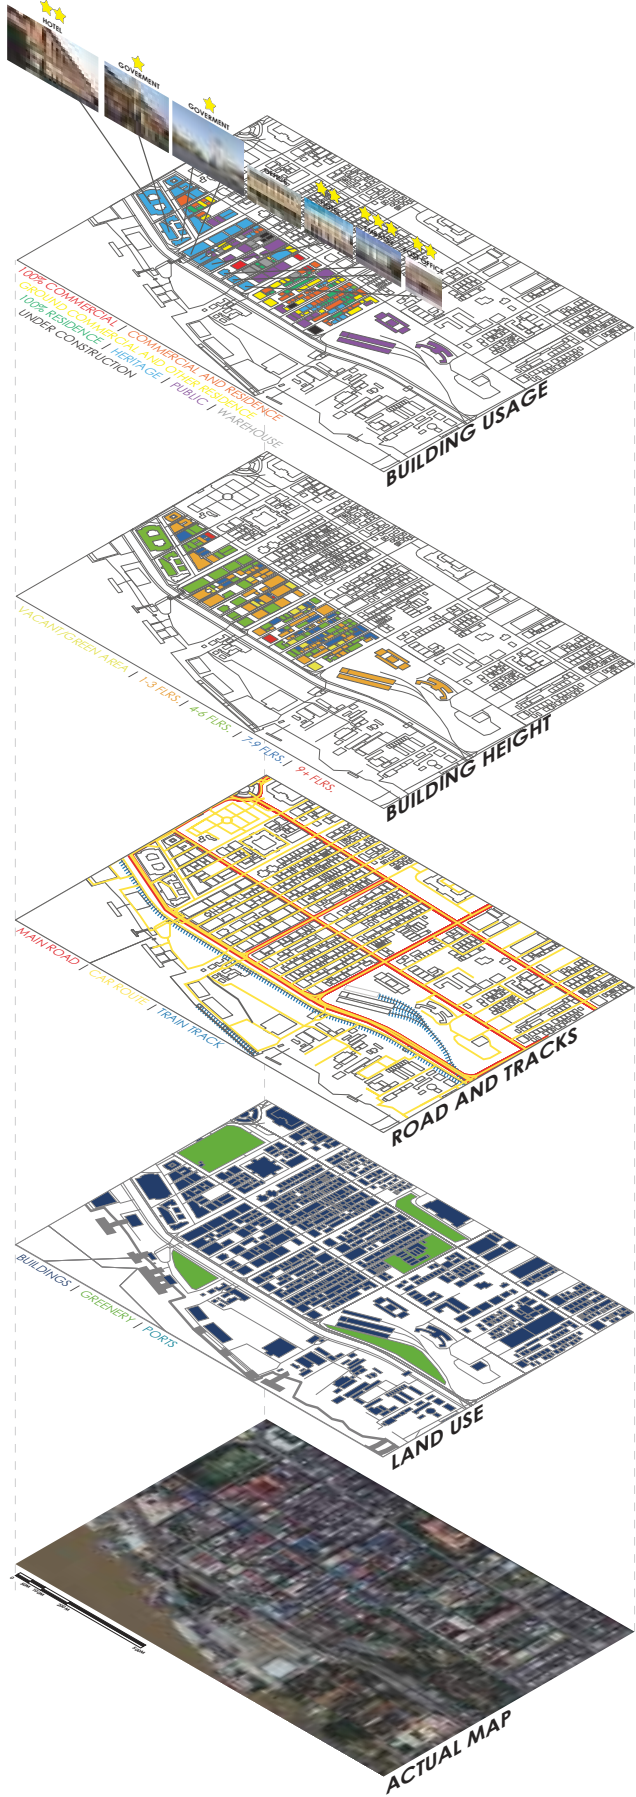 HOTEL
GOVERMENT
GOVERMENT
OFFICE
100% COMMERCIAL | COMMERCIAL AND RESIDENCE
GROUND COMMERCIAL AND OTHER RESIDENCE
100% RESIDENCE | HERITAGE | PUBLIC | WAREHOUSE
UNDER CONSTRUCTION
BUILDING USAGE
VACANT/GREEN AREA | 1-3 FLRS. | 4-6 FLRS. | 7-9 FLRS. | 9+ FLRS.
BUILDING HEIGHT
MAIN ROAD | CAR ROUTE | TRAIN TRACK
ROAD AND TRACKS
BUILDINGS | GREENERY | PORTS
LAND USE
0
ACTUAL MAP